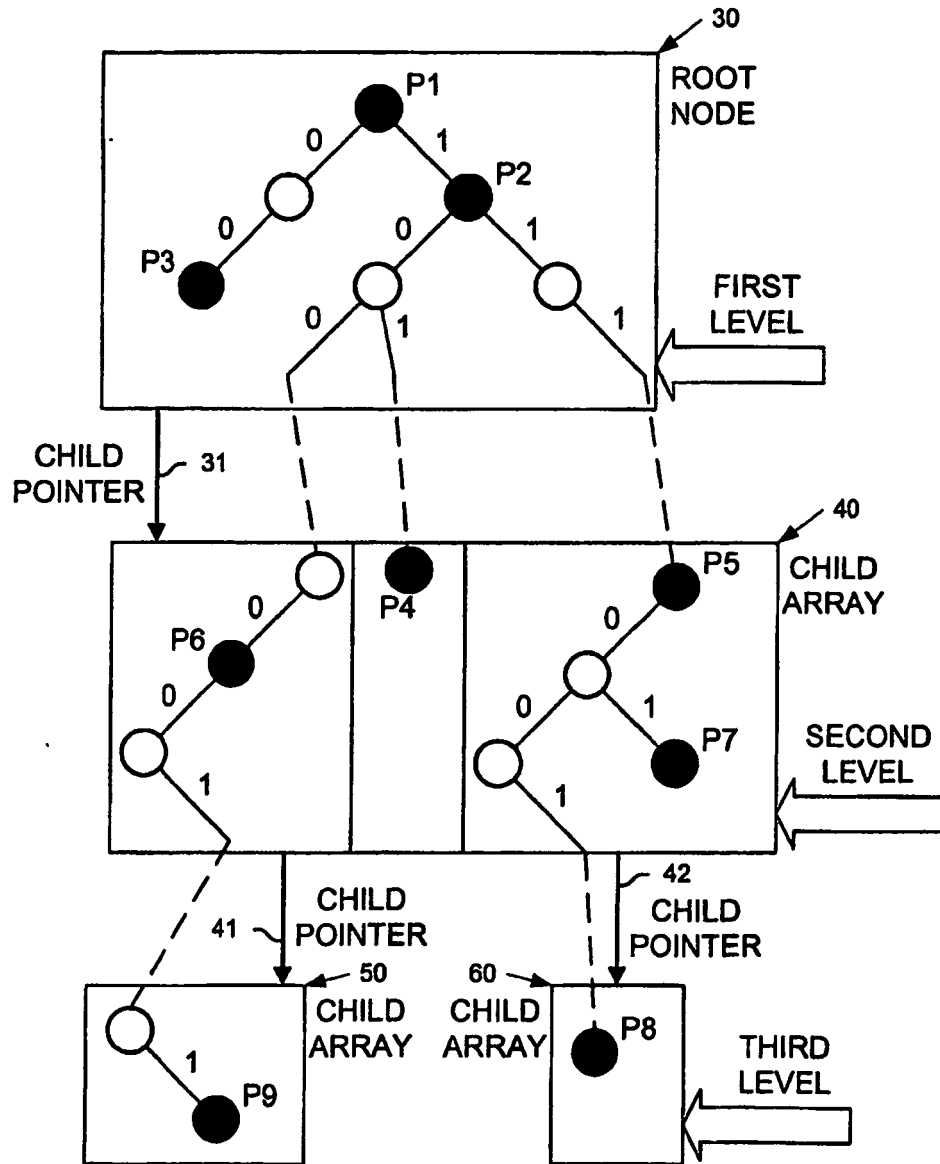 30
ROOT
NODE
P1
0
1
P2
0
0
1
P3
0
1
1
FIRST
LEVEL
CHILD
POINTER
31
40
CHILD
ARRAY
P5
P4
0
0
P6
0
0
1
P7
1
1
SECOND
LEVEL
42
41
CHILD
POINTER
CHILD
POINTER
50
60
CHILD
ARRAY
CHILD
ARRAY
P8
1
P9
THIRD
LEVEL